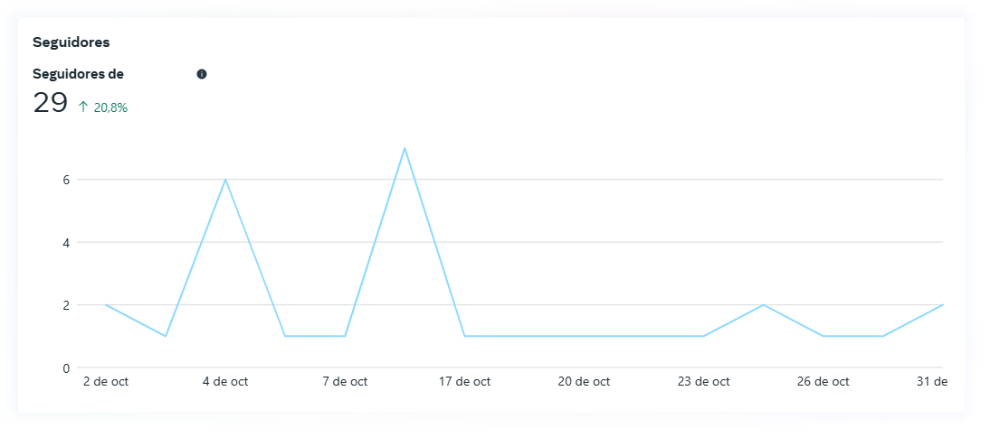 Seguidores
Seguidores de
29 ↑ 20,8%
6
4
2
0
2 de oct 4 de oct 7 de oct 17 de oct 20 de oct 23 de oct 26 de oct 31 de